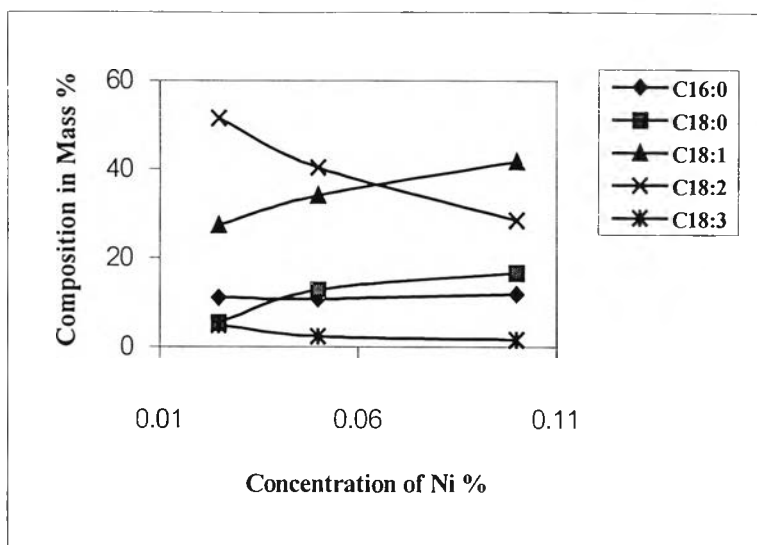 Composition in Mass %
60
40
20
0
0.01 0.06 0.11
Concentration of Ni %
C16:0
C18:0
C18:1
C18:2
C18:3